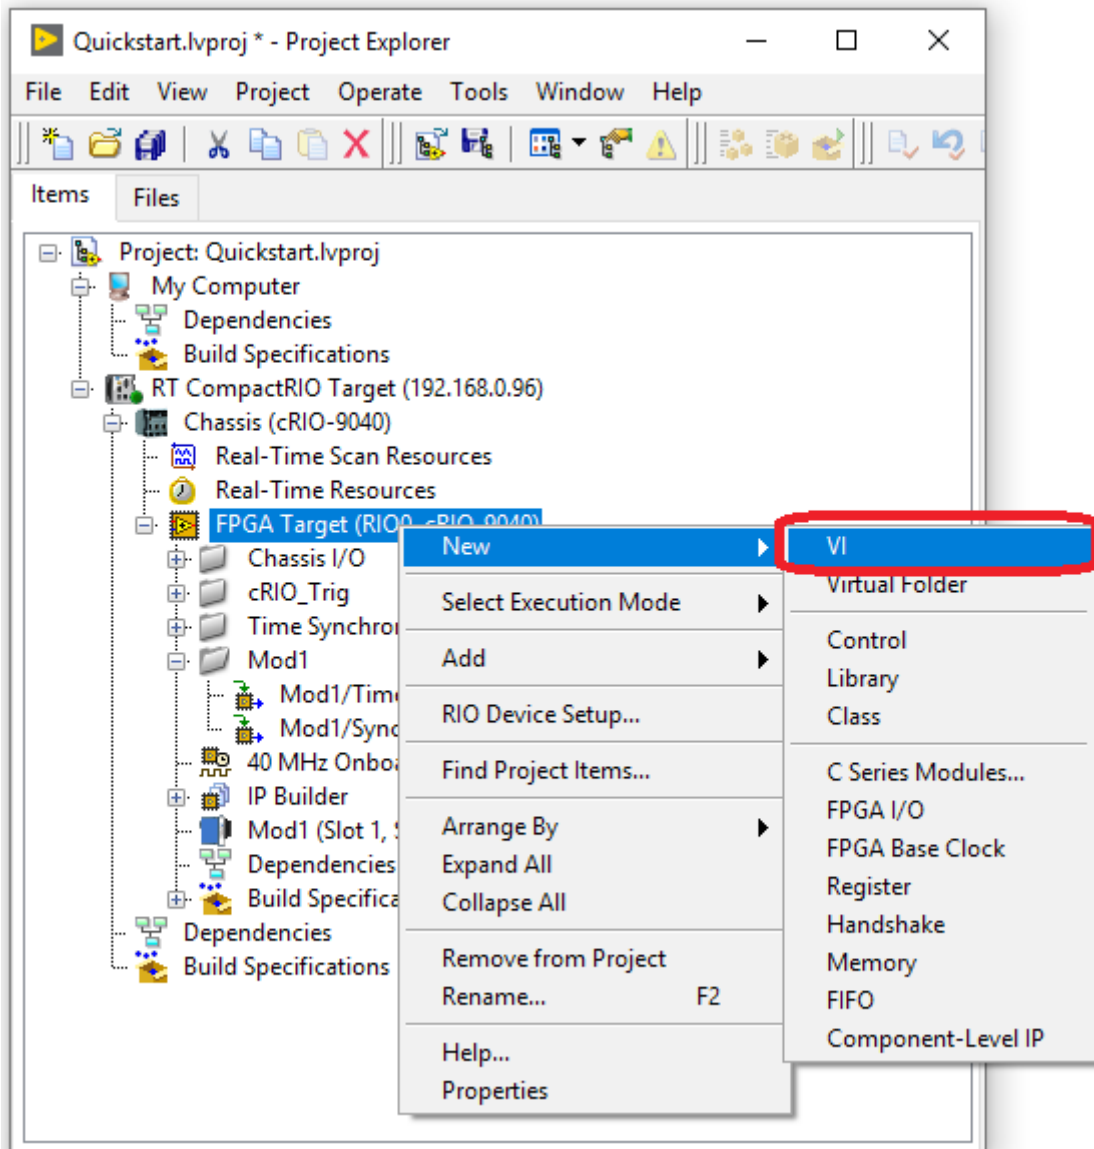 Quickstart.lvproj * - Project Explorer
File Edit View Project Operate Tools Window Help
Items Files
Project: Quickstart.lvproj
My Computer
Dependencies
Build Specifications
RT CompactRIO Target (192.168.0.96)
Chassis (cRIO-9040)
Real-Time Scan Resources
Real-Time Resources
FPGA Target (RIO0, cRIO-9040)
Chassis I/O
cRIO_Trig
Time Synchro
Mod1
Mod1/Time
Mod1/Sync
40 MHz Onboa
IP Builder
Mod1 (Slot 1,
Dependencies
Build Specifica
Dependencies
Build Specifications
New
Select Execution Mode
Add
RIO Device Setup...
Find Project Items...
Arrange By
Expand All
Collapse All
Remove from Project
Rename... F2
Help...
Properties
VI
Virtual Folder
Control
Library
Class
C Series Modules...
FPGA I/O
FPGA Base Clock
Register
Handshake
Memory
FIFO
Component-Level IP